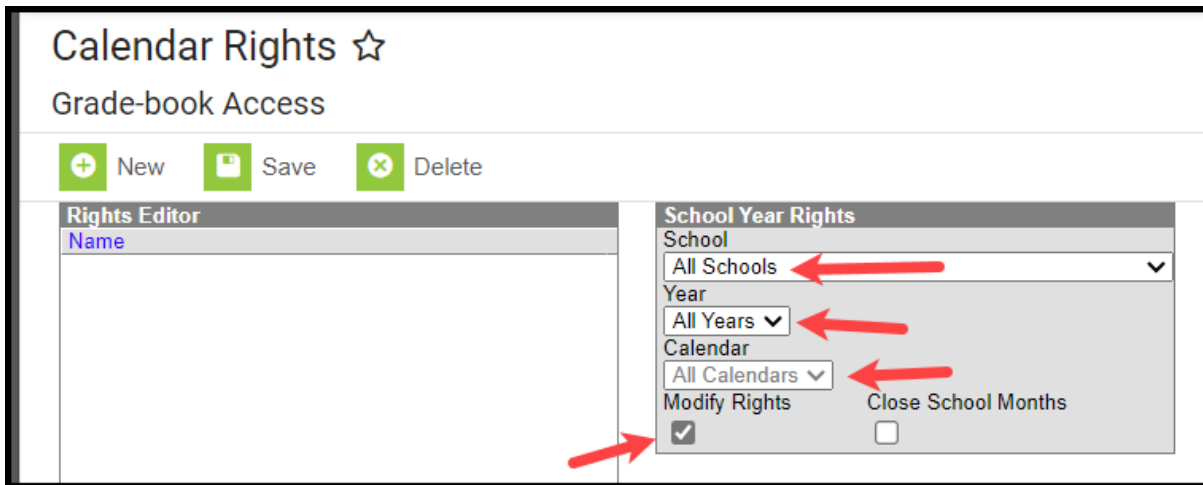 Calendar Rights
Grade-book Access
New Save Delete
Rights Editor
Name
School Year Rights
School
All Schools
Year
All Years
Calendar
All Calendars
Modify Rights Close School Months